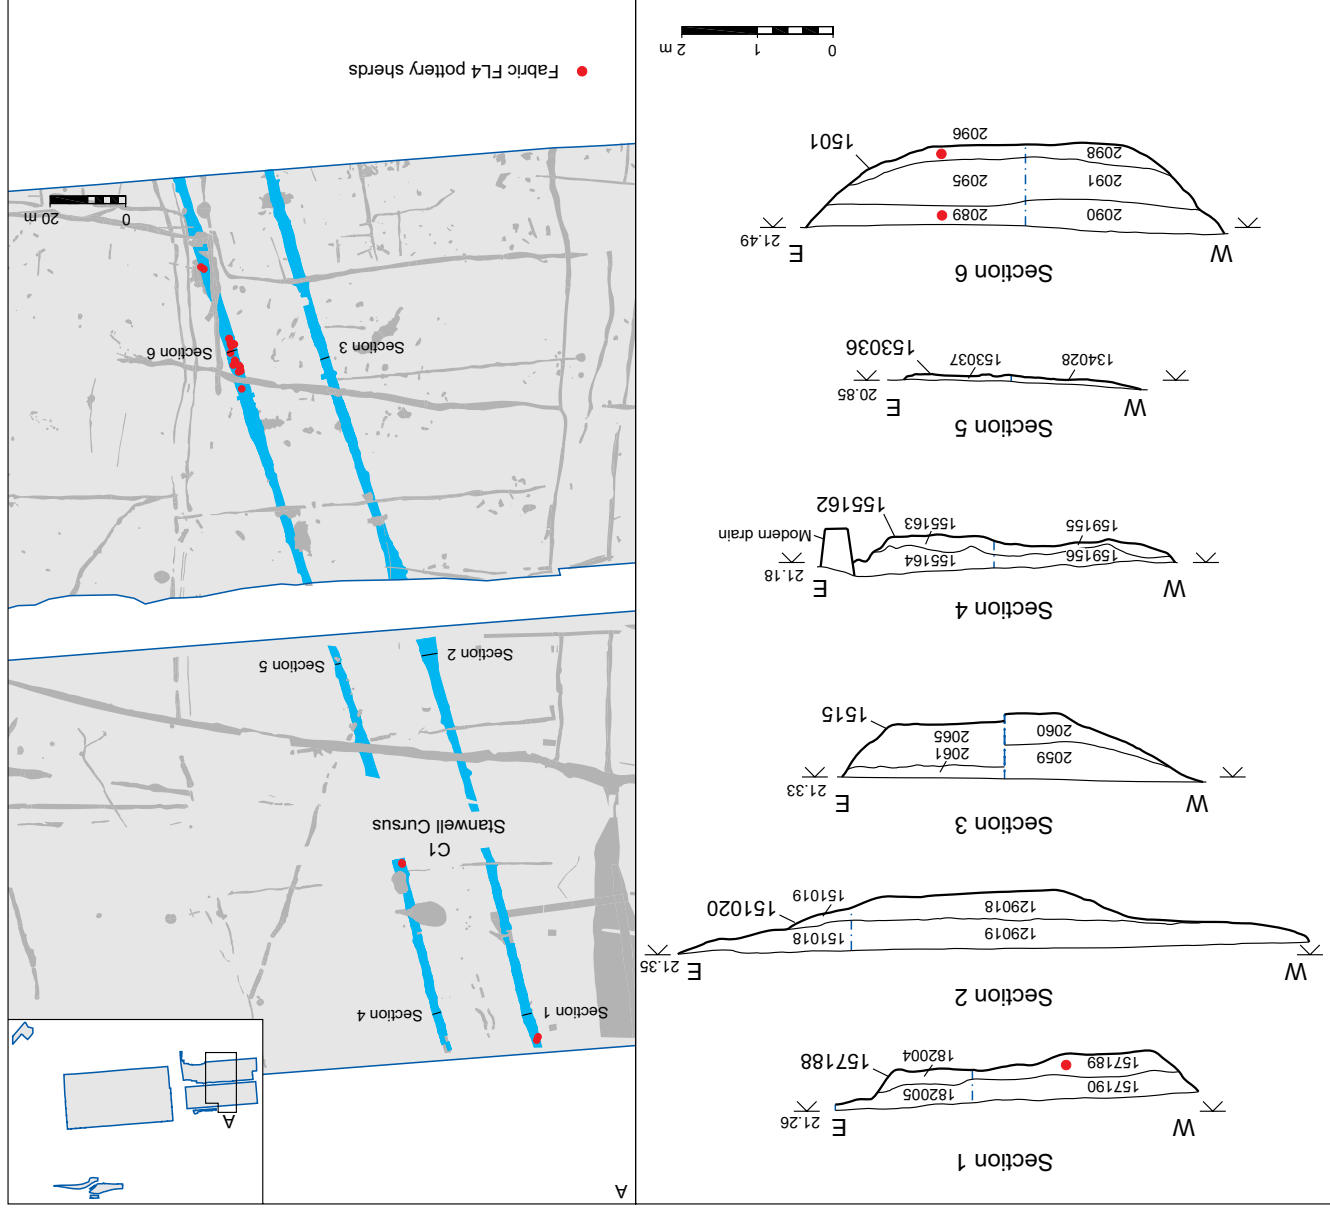 A
A
Section 1
W
E
21.26
157190
182005
157189
182004
157188
Section 2
W
E
21.35
129019
151018
129018
151019
151020
Section 3
W
E
21.33
2059
2061
2060
2065
1515
Section 4
W
E
21.18
159156
155164
159155
155163
155162
Modern drain
Section 5
W
E
20.85
134028
153037
153036
Section 6
W
E
21.49
2090
2089
2091
2095
2098
2096
1501
0
1
2 m
Section 1
Section 4
C1
Stanwell Cursus
Section 2
Section 5
Section 3
Section 6
0
20 m
Fabric FL4 pottery sherds